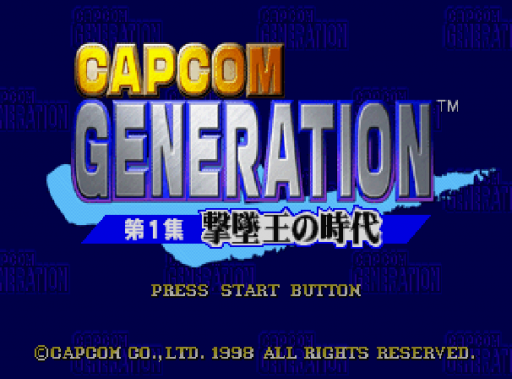 CAPCOM
GENERATION™
第1集 撃墜王の時代
PRESS START BUTTON
©CAPCOM CO.,LTD. 1998 ALL RIGHTS RESERVED.